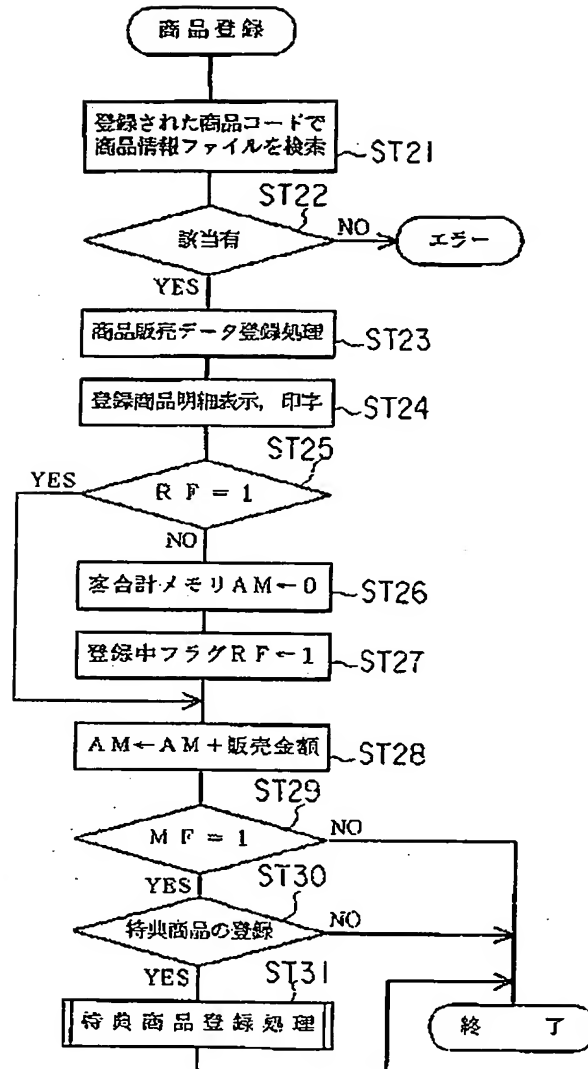 商品登録
登録された商品コードで
商品情報ファイルを検索
ST21
ST22
該当有
NO
エラー
YES
商品販売データ登録処理
ST23
登録商品明細表示，印字
ST24
ST25
YES
RF=1
NO
客合計メモリAM←0
ST26
登録中フラグRF←1
ST27
AM←AM+販売金額
ST28
ST29
MF=1
NO
YES
ST30
特典商品の登録
NO
YES
ST31
特典商品登録処理
終了